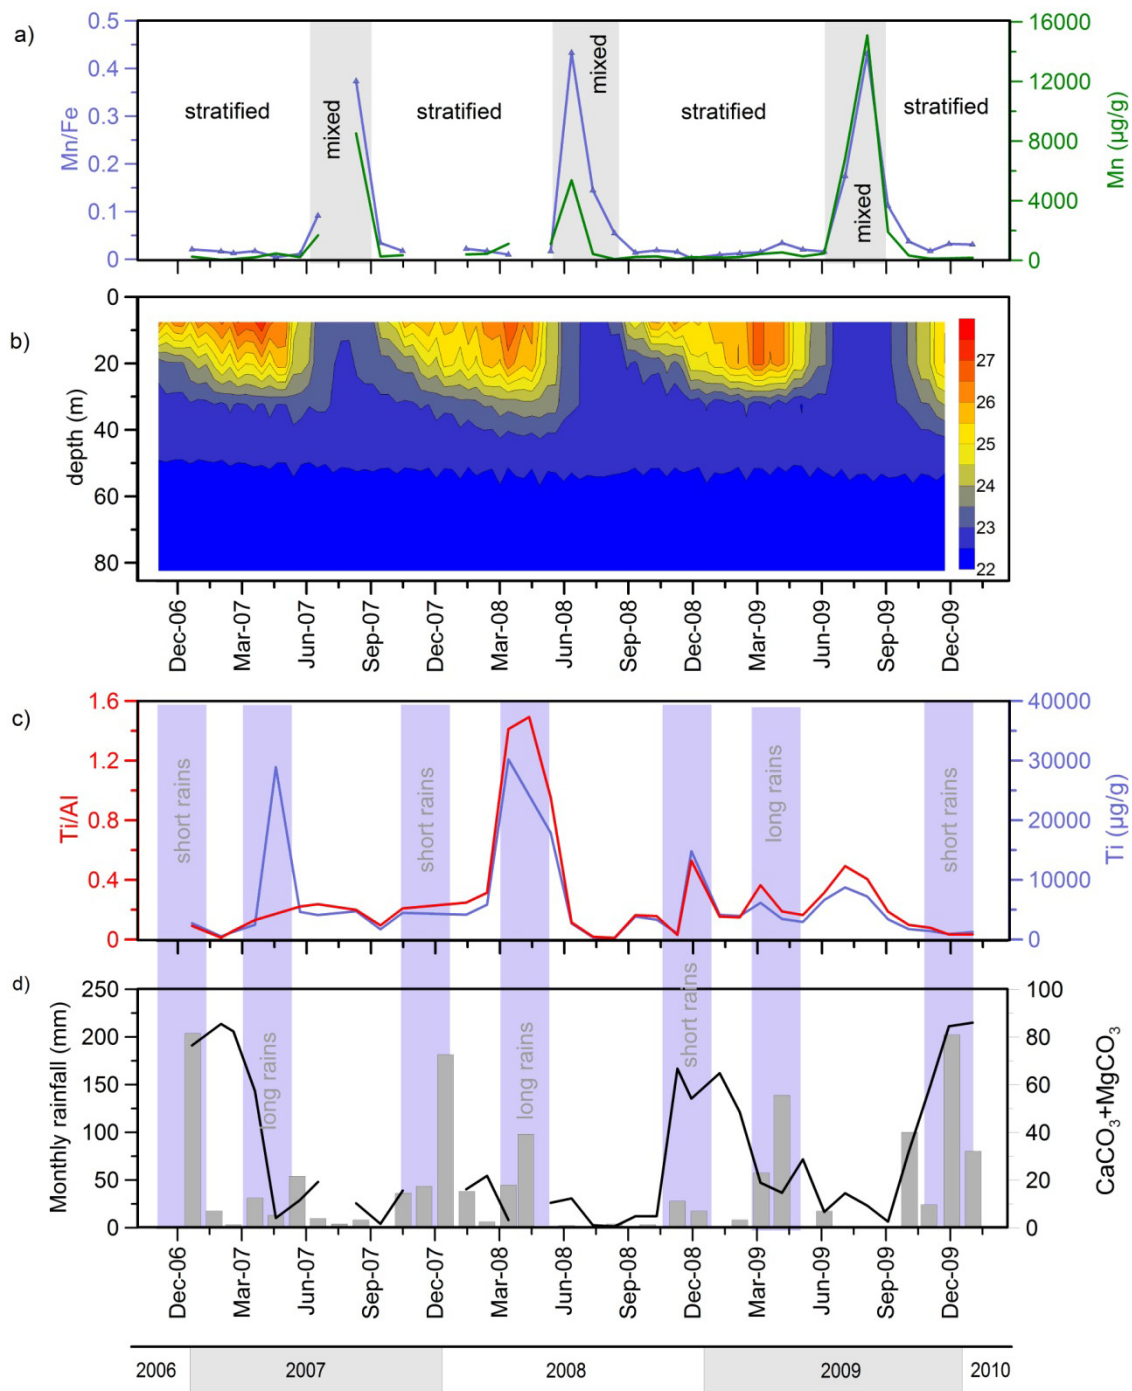 a)
0.5
0.4
0.3
0.2
0.1
0
Mn/Fe
stratified
mixed
stratified
mixed
stratified
mixed
stratified
16000
12000
8000
4000
0
Mn (µg/g)
b)
0
20
40
60
80
depth (m)
27
26
25
24
23
22
Dec-06
Mar-07
Jun-07
Sep-07
Dec-07
Mar-08
Jun-08
Sep-08
Dec-08
Mar-09
Jun-09
Sep-09
Dec-09
c)
1.6
1.2
0.8
0.4
0
Ti/Al
short rains
short rains
long rains
short rains
40000
30000
20000
10000
0
Ti (µg/g)
d)
250
200
150
100
50
0
Monthly rainfall (mm)
long rains
long rains
short rains
100
80
60
40
20
0
CaCO₃+MgCO₃
Dec-06
Mar-07
Jun-07
Sep-07
Dec-07
Mar-08
Jun-08
Sep-08
Dec-08
Mar-09
Jun-09
Sep-09
Dec-09
2006 2007 2008 2009 2010